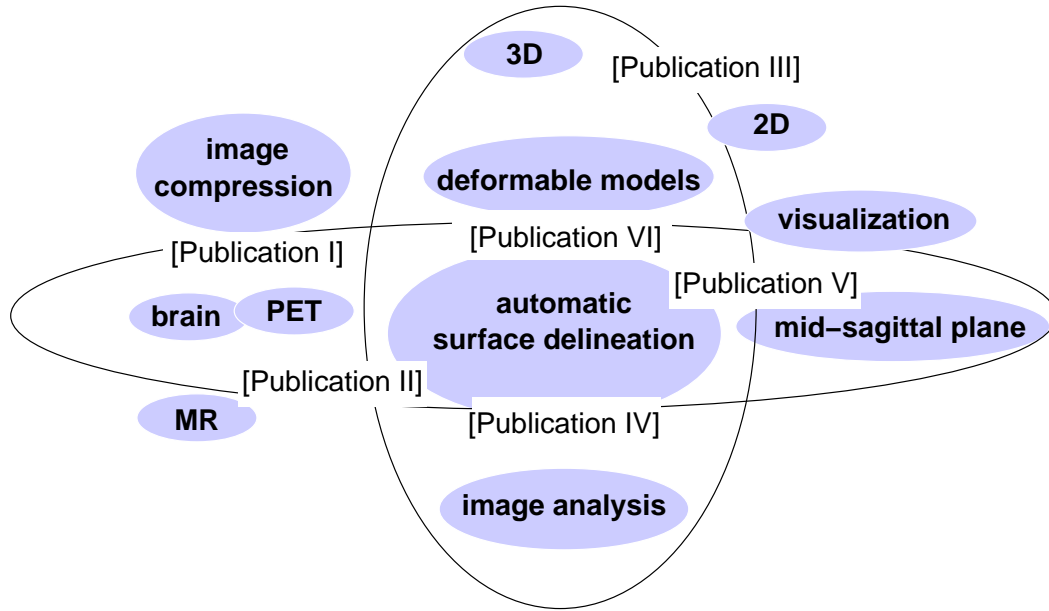 3D
[Publication III]
2D
image
compression
deformable models
visualization
[Publication I]
[Publication VI]
[Publication V]
brain
PET
automatic
surface delineation
mid−sagittal plane
[Publication II]
MR
[Publication IV]
image analysis